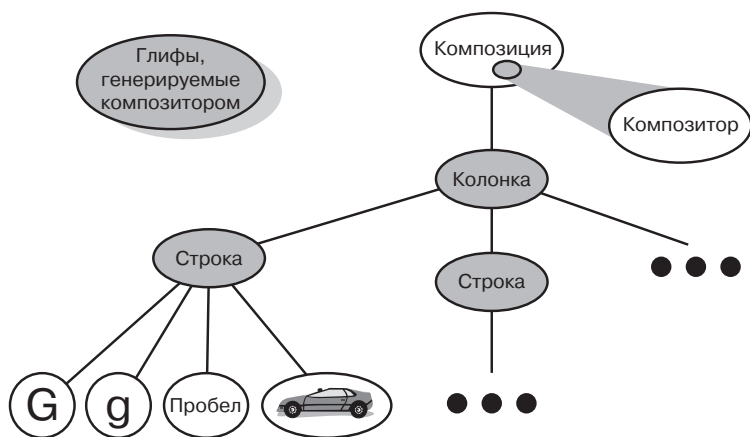 Глифы,
генерируемые
композитором
Композиция
Композитор
Колонка
Строка
Строка
G
g
Пробел